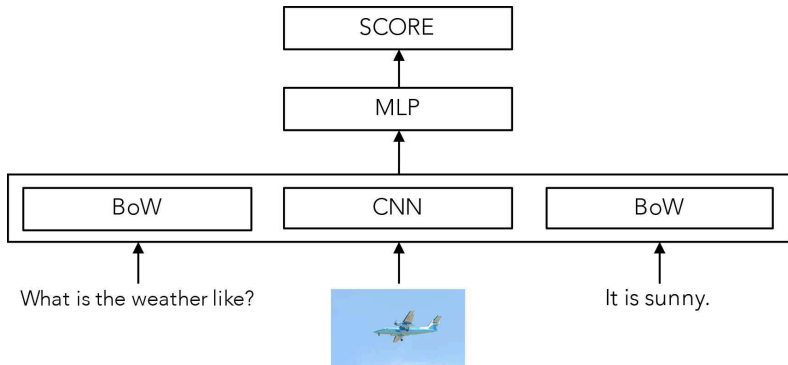 SCORE
MLP
BoW
CNN
BoW
What is the weather like?
It is sunny.